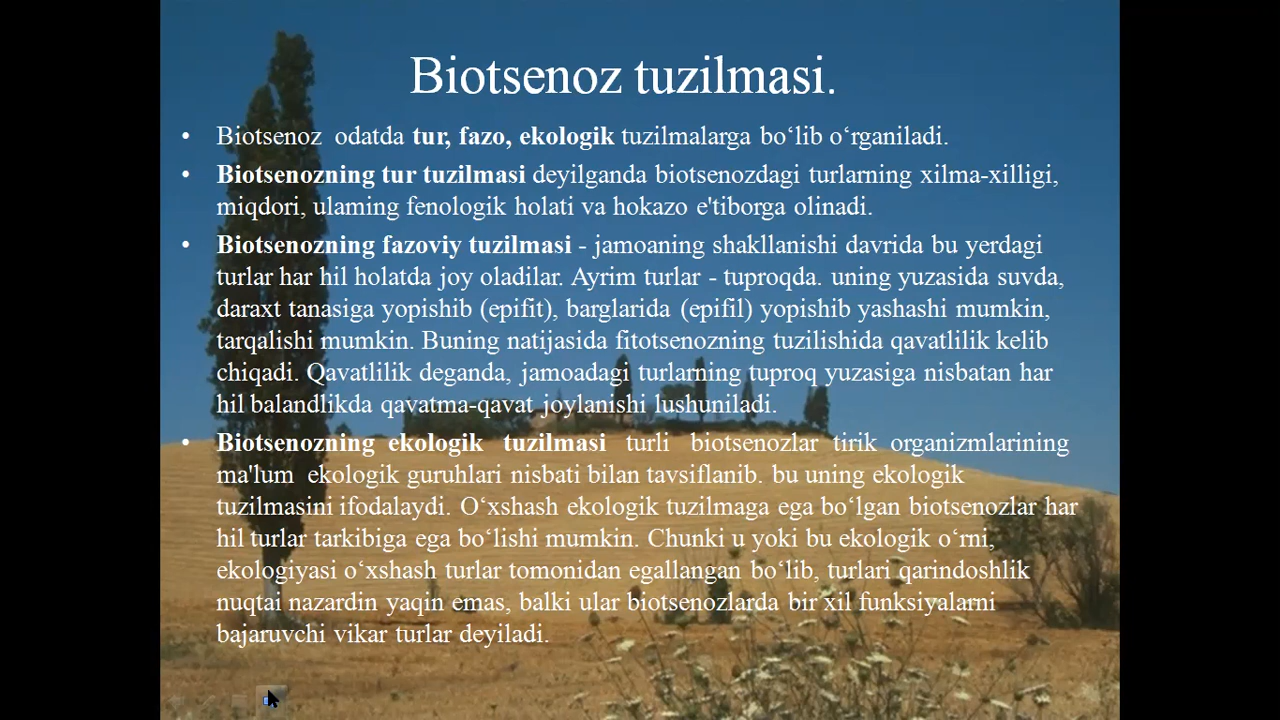 Biotsenoz tuzilmasi.
• Biotsenoz odatda tur, fazo, ekologik tuzilmalarga bo‘lib o‘rganiladi.
• Biotsenozning tur tuzilmasi deyilganda biotsenozdagi turlarning xilma-xilligi,
miqdori, ulaming fenologik holati va hokazo e'tiborga olinadi.
• Biotsenozning fazoviy tuzilmasi - jamoaning shakllanishi davrida bu yerdagi
turlar har hil holatda joy oladilar. Ayrim turlar - tuproqda. uning yuzasida suvda,
daraxt tanasiga yopishib (epifit), barglarida (epifil) yopishib yashashi mumkin,
tarqalishi mumkin. Buning natijasida fitotsenozning tuzilishida qavatlilik kelib
chiqadi. Qavatlilik deganda, jamoadagi turlarning tuproq yuzasiga nisbatan har
hil balandlikda qavatma-qavat joylanishi lushuniladi.
• Biotsenozning ekologik tuzilmasi turli biotsenozlar tirik organizmlarining
ma'lum ekologik guruhlari nisbati bilan tavsiflanib. bu uning ekologik
tuzilmasini ifodalaydi. O‘xshash ekologik tuzilmaga ega bo‘lgan biotsenozlar har
hil turlar tarkibiga ega bo‘lishi mumkin. Chunki u yoki bu ekologik o‘rni,
ekologiyasi o‘xshash turlar tomonidan egallangan bo‘lib, turlari qarindoshlik
nuqtai nazardin yaqin emas, balki ular biotsenozlarda bir xil funksiyalarni
bajaruvchi vikar turlar deyiladi.